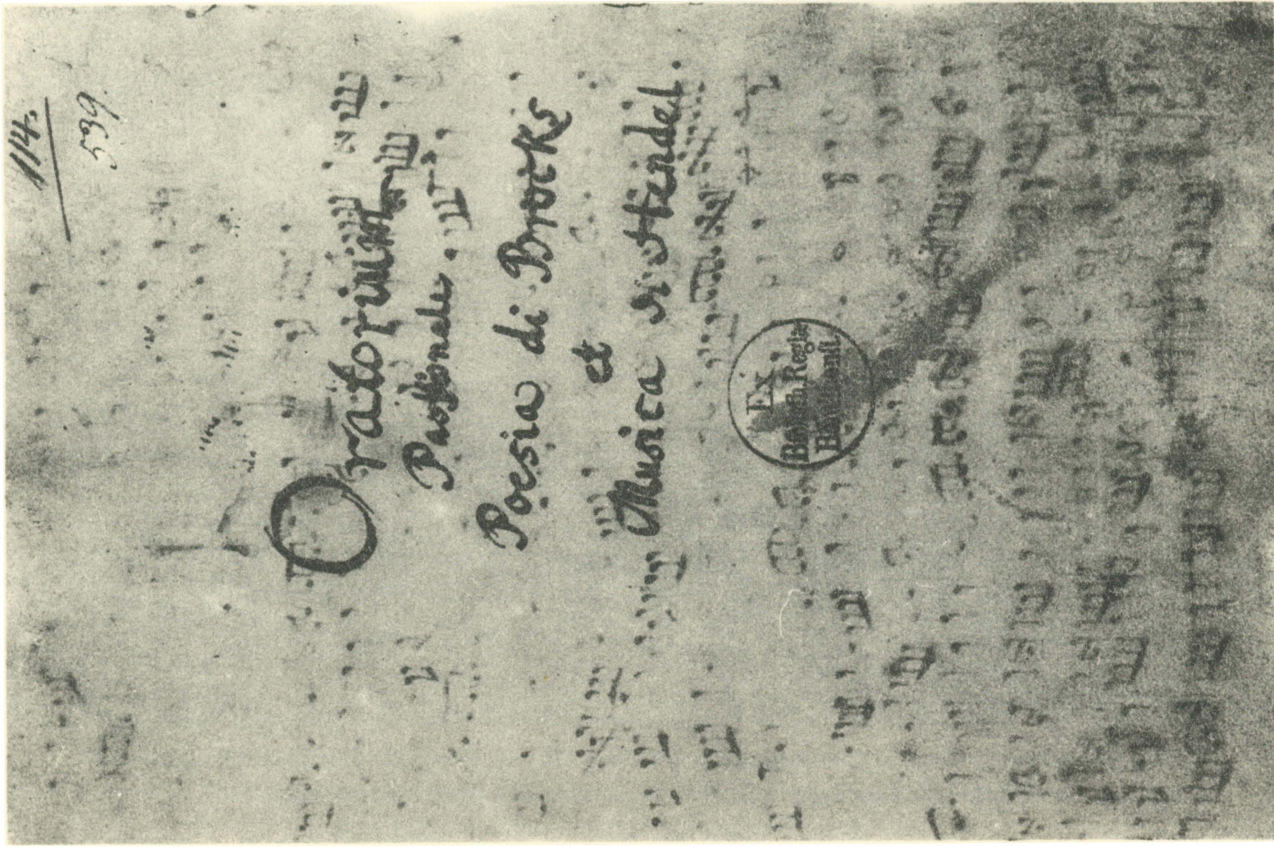 114.
539
Oratorium
Passionale.
Poesia di Brocks
et
Musica di Hendel.
Ex
Biblioth. Regia
Berolinensi.